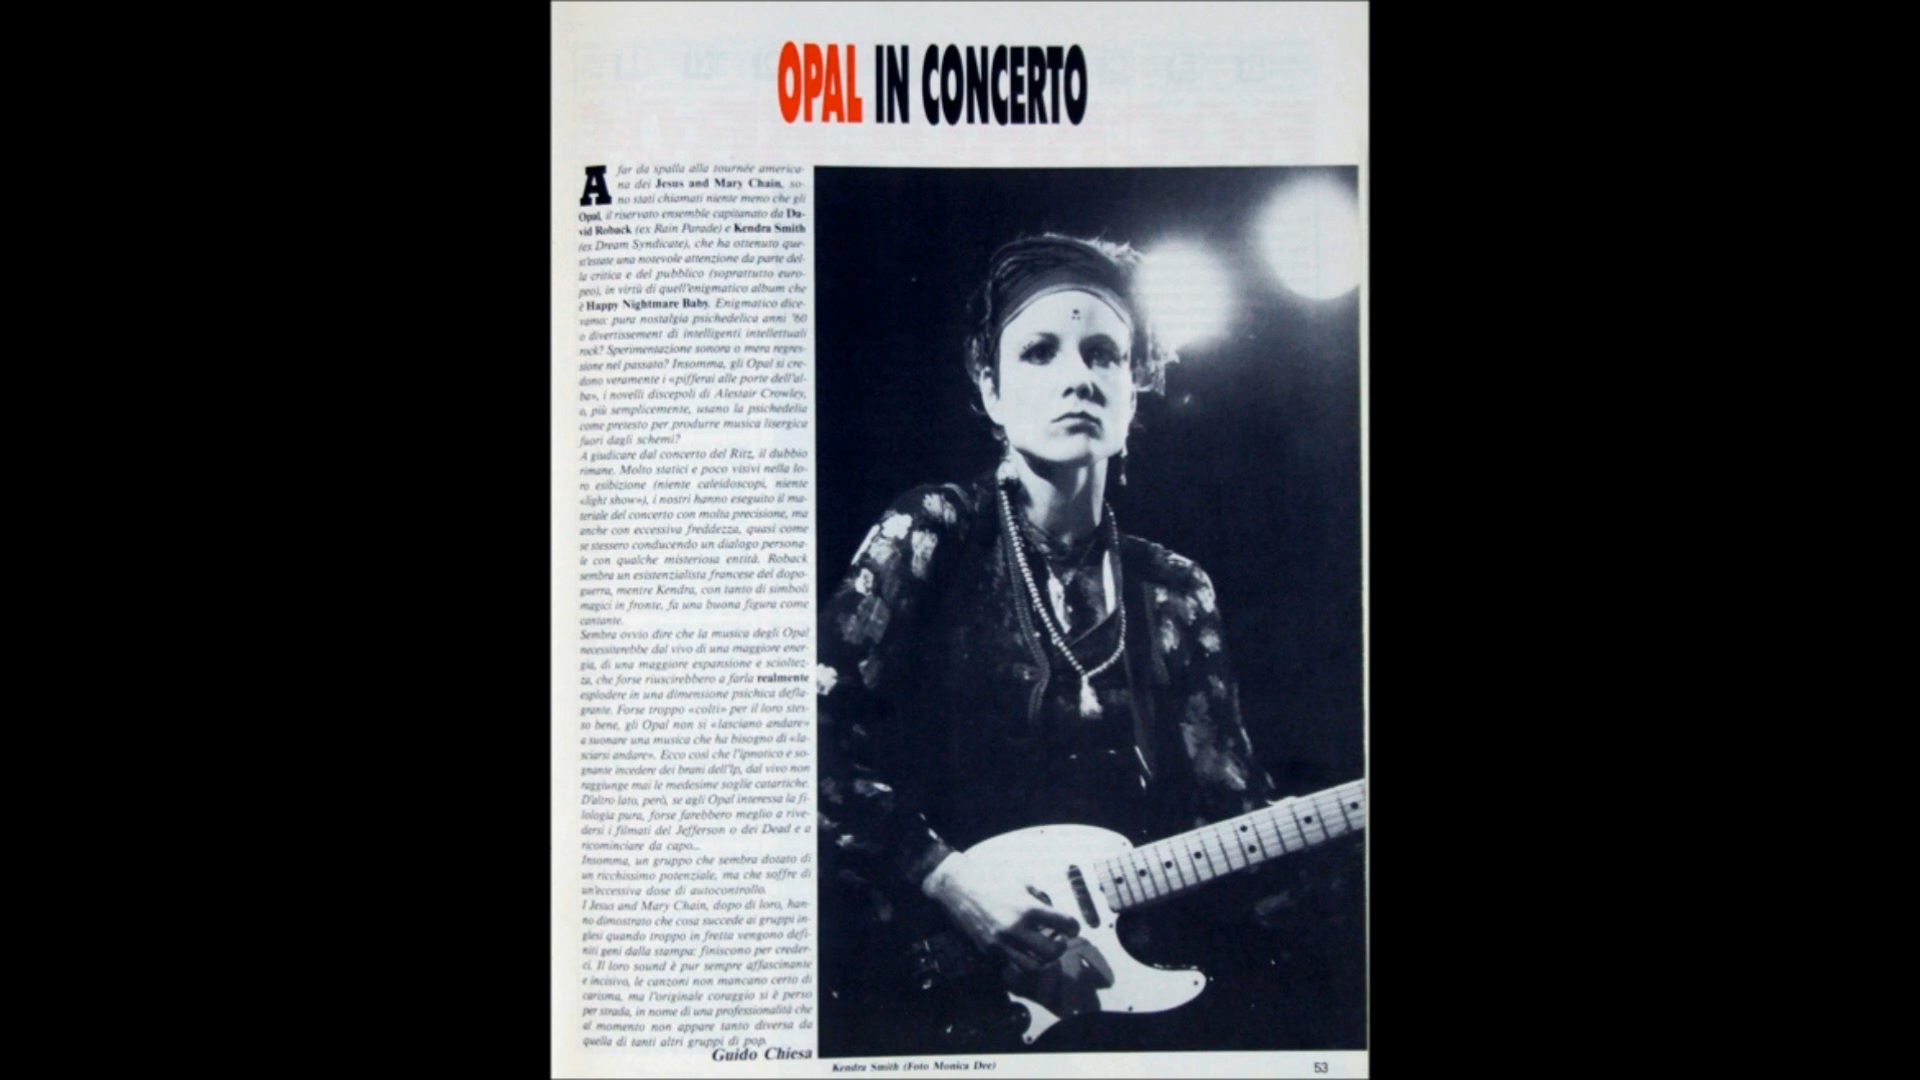 OPAL IN CONCERTO
A far da spalla alla tournée america-
na dei Jesus and Mary Chain, so-
no stati chiamati niente meno che gli
Opal, il riservato ensemble capitanato da Da-
vid Roback (ex Rain Parade) e Kendra Smith
(ex Dream Syndicate), che ha ottenuto que-
st'estate una notevole attenzione da parte del-
la critica e del pubblico (soprattutto euro-
peo), in virtù di quell'enigmatico album che
è Happy Nightmare Baby. Enigmatico dice-
vamo: pura nostalgia psichedelica anni '60
o divertissement di intelligenti intellettuali
rock? Sperimentazione sonora o mera regres-
sione nel passato? Insomma, gli Opal si cre-
dono veramente i «pifferai alle porte dell'al-
ba», i novelli discepoli di Alestair Crowley,
o, più semplicemente, usano la psichedelia
come pretesto per produrre musica lisergica
fuori dagli schemi?
A giudicare dal concerto del Ritz, il dubbio
rimane. Molto statici e poco visivi nella lo-
ro esibizione (niente caleidoscopi, niente
«light show»), i nostri hanno eseguito il ma-
teriale del concerto con molta precisione, ma
anche con eccessiva freddezza, quasi come
se stessero conducendo un dialogo persona-
le con qualche misteriosa entità. Roback
sembra un esistenzialista francese del dopo-
guerra, mentre Kendra, con tanto di simboli
magici in fronte, fa una buona figura come
cantante.
Sembra ovvio dire che la musica degli Opal
necessiterebbe dal vivo di una maggiore ener-
gia, di una maggiore espansione e scioltez-
za, che forse riuscirebbero a farla realmente
esplodere in una dimensione psichica defla-
grante. Forse troppo «colti» per il loro stes-
so bene, gli Opal non si «lasciano andare»
a suonare una musica che ha bisogno di «la-
sciarsi andare». Ecco così che l'ipnotico e so-
gnante incedere dei brani dell'lp, dal vivo non
raggiunge mai le medesime soglie catartiche.
D'altro lato, però, se agli Opal interessa la fi-
lologia pura, forse farebbero meglio a rive-
dersi i filmati del Jefferson o dei Dead e a
ricominciare da capo...
Insomma, un gruppo che sembra dotato di
un ricchissimo potenziale, ma che soffre di
un'eccessiva dose di autocontrollo.
I Jesus and Mary Chain, dopo di loro, han-
no dimostrato che cosa succede ai gruppi in-
glesi quando troppo in fretta vengono defi-
niti geni dalla stampa: finiscono per creder-
ci. Il loro sound è pur sempre affascinante
e incisivo, le canzoni non mancano certo di
carisma, ma l'originale coraggio si è perso
per strada, in nome di una professionalità che
al momento non appare tanto diversa da
quella di tanti altri gruppi di pop.
Guido Chiesa
Kendra Smith (Foto Monica Dee)
53